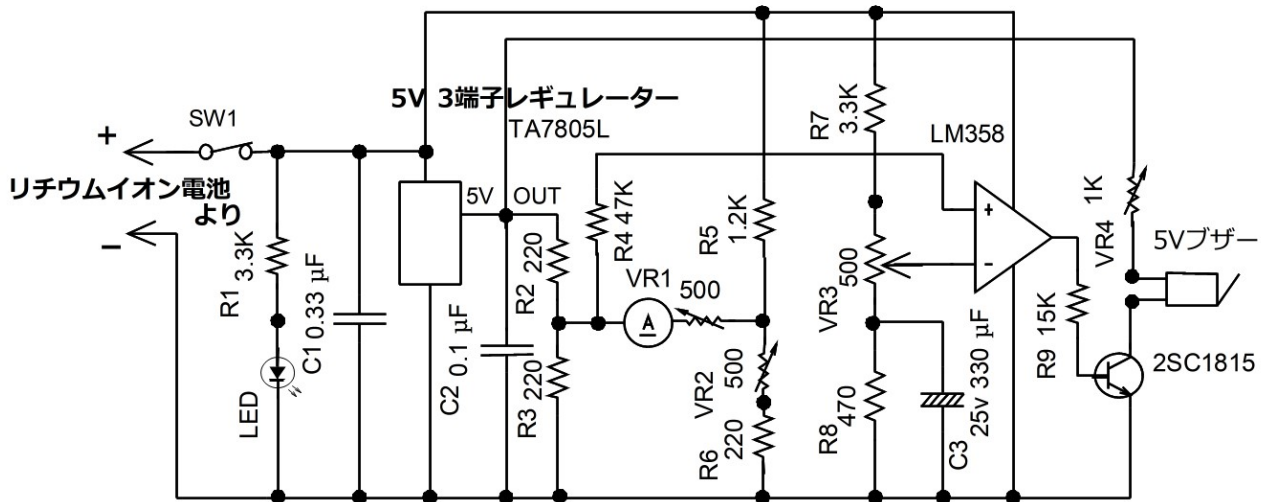 SW1
+
リチウムイオン電池
より
−
R1
3.3K
LED
C1
0.33 μF
5V 3端子レギュレーター
TA7805L
5V OUT
C2
0.1 μF
R2
220
R3
220
R4 47K
VR1
500
A
R5
1.2K
VR2
500
R6
220
R7
3.3K
VR3
500
R8
470
C3
25v 330 μF
LM358
+
−
R9 15K
VR4
1K
5Vブザー
2SC1815